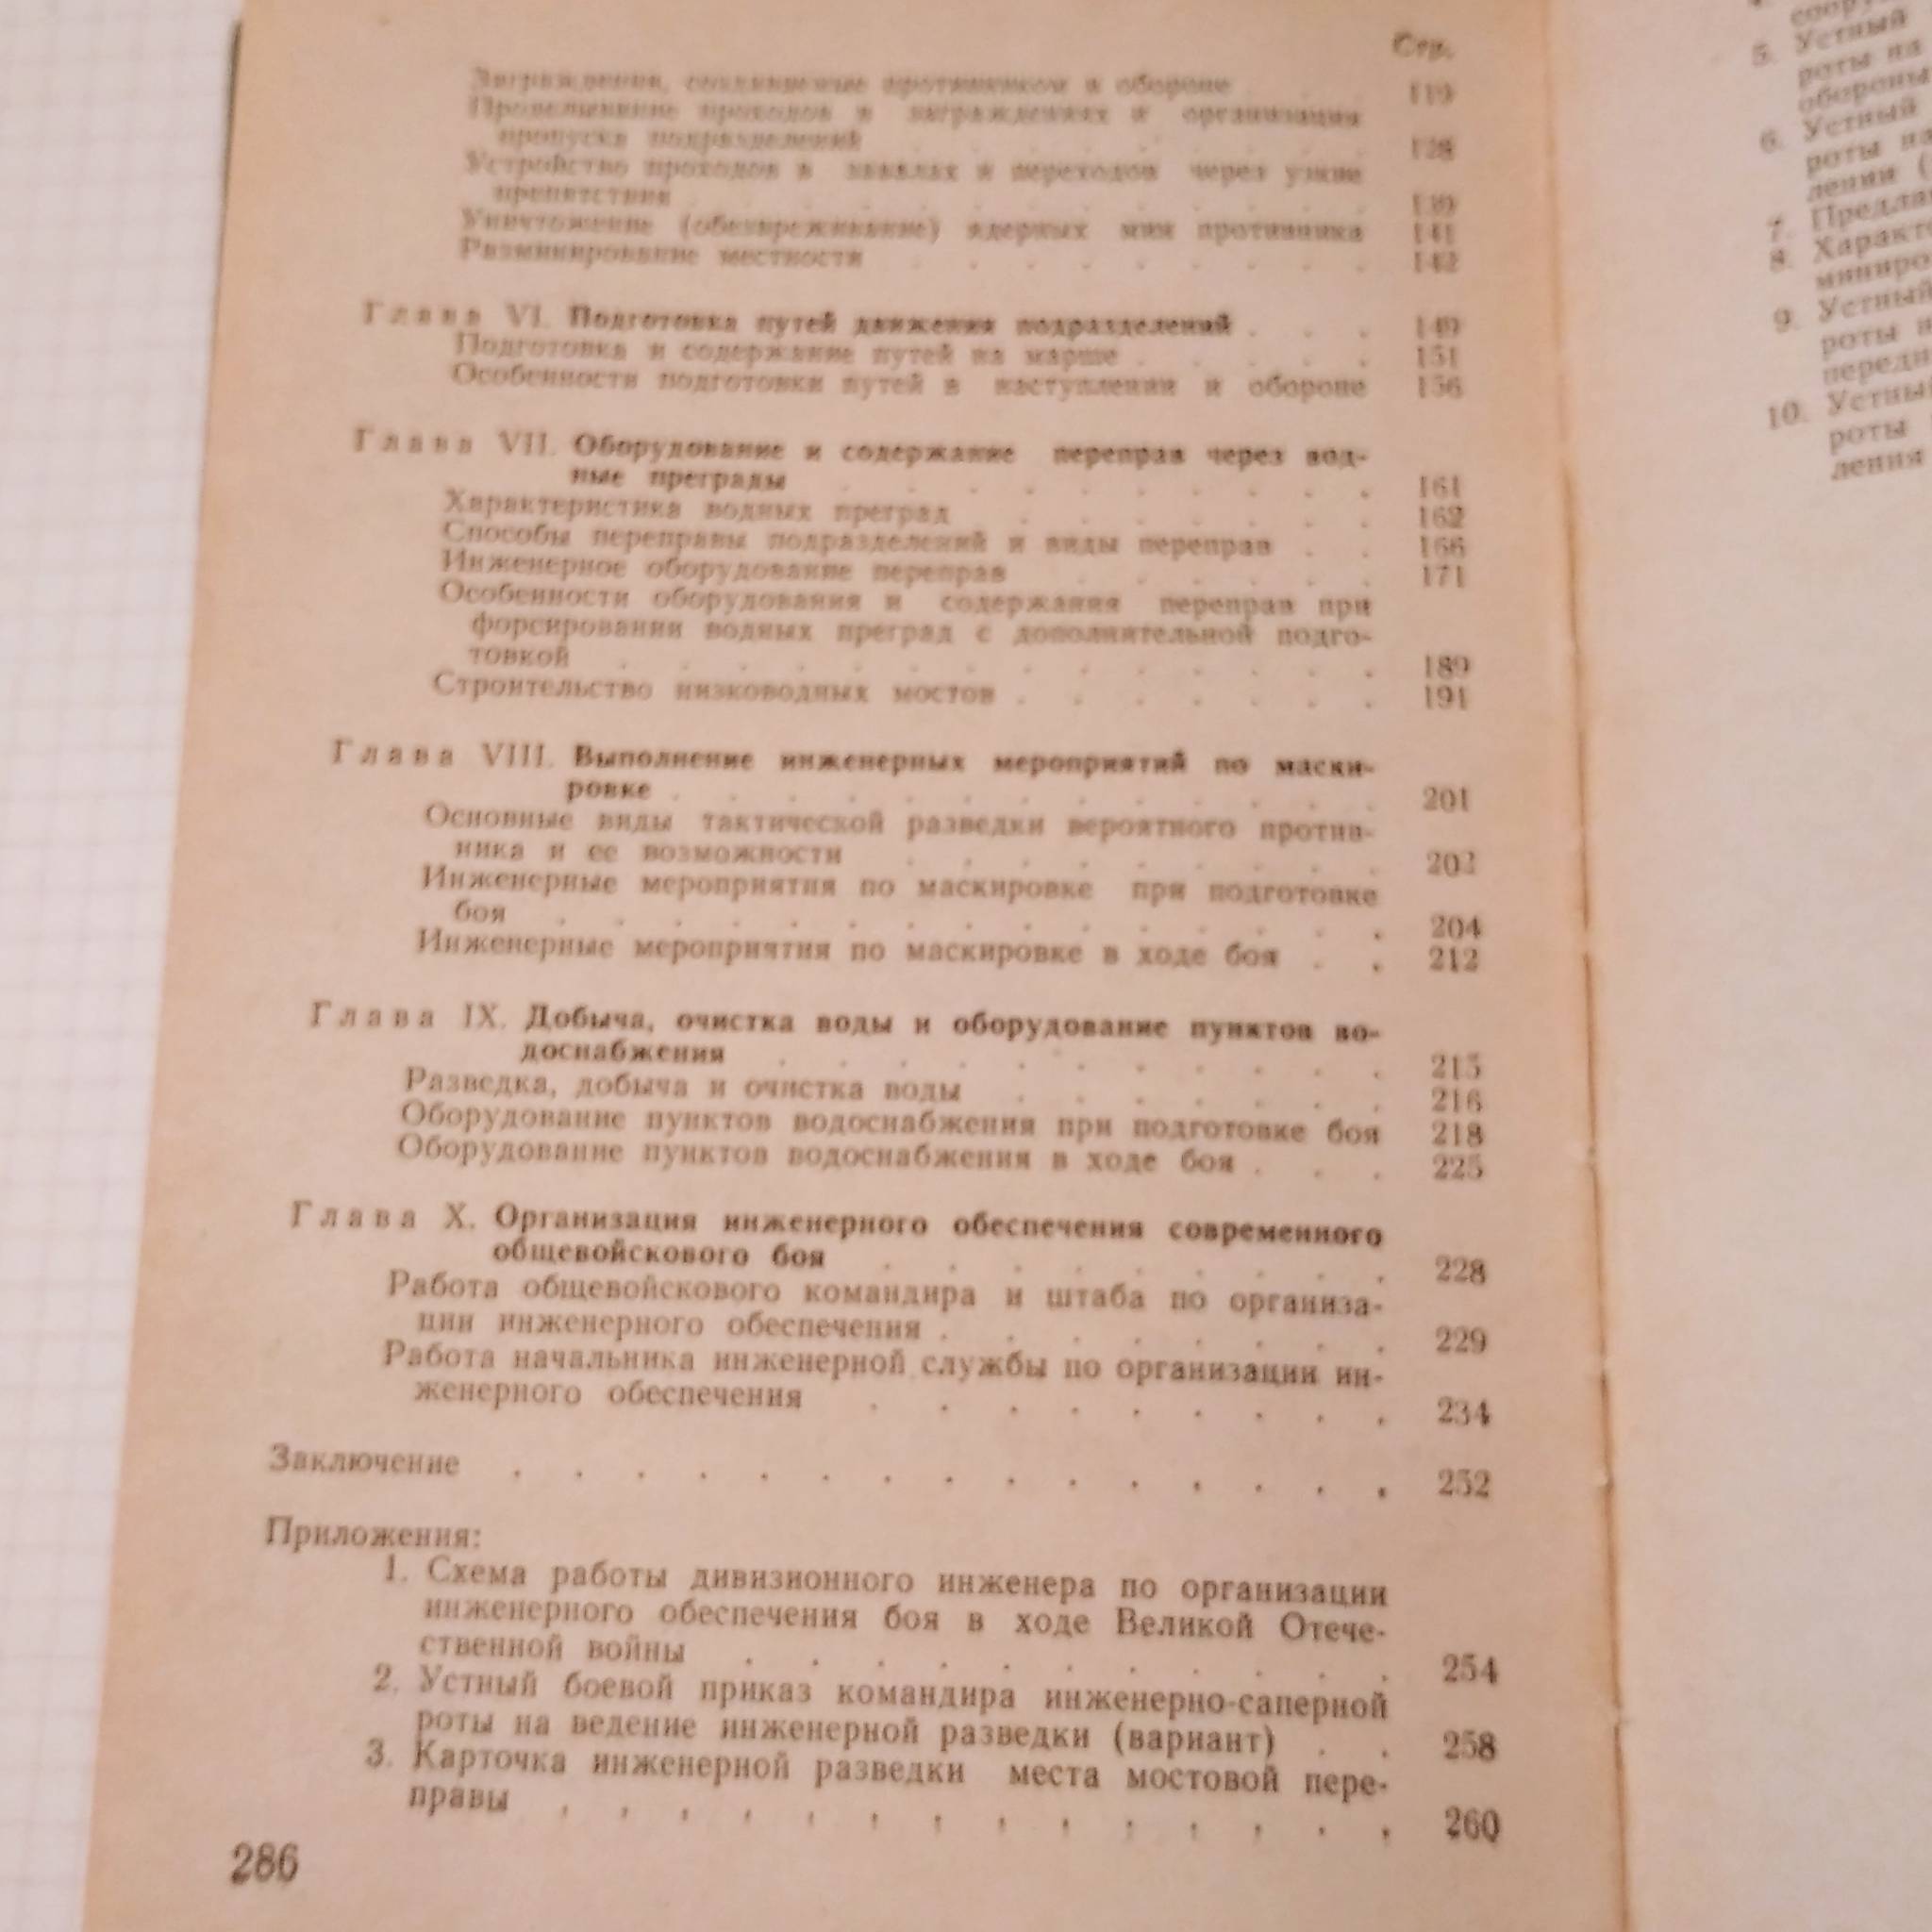 Стр.
Заграждения, создаваемые противником в обороне 119
Проделывание проходов в заграждениях и организация
пропуска подразделений . . . . . . . . . 128
Устройство проходов в завалах и переходов через узкие
препятствия . . . . . . . . . . . . 139
Уничтожение (обезвреживание) ядерных мин противника 141
Разминирование местности . . . . . . . . . 142
Глава VI. Подготовка путей движения подразделений . . . 149
Подготовка и содержание путей на марше . . . . . 151
Особенности подготовки путей в наступлении и обороне 156
Глава VII. Оборудование и содержание переправ через вод-
ные преграды . . . . . . . . . . 161
Характеристика водных преград . . . . . . . 162
Способы переправы подразделений и виды переправ . . 166
Инженерное оборудование переправ . . . . . . 171
Особенности оборудования и содержания переправ при
форсировании водных преград с дополнительной подго-
товкой . . . . . . . . . . . . . . 189
Строительство низководных мостов . . . . . . . 191
Глава VIII. Выполнение инженерных мероприятий по маски-
ровке . . . . . . . . . . . . . 201
Основные виды тактической разведки вероятного против-
ника и ее возможности . . . . . . . . . 202
Инженерные мероприятия по маскировке при подготовке
боя . . . . . . . . . . . . . . . 204
Инженерные мероприятия по маскировке в ходе боя . . 212
Глава IX. Добыча, очистка воды и оборудование пунктов во-
доснабжения . . . . . . . . . . . 215
Разведка, добыча и очистка воды . . . . . . . 216
Оборудование пунктов водоснабжения при подготовке боя 218
Оборудование пунктов водоснабжения в ходе боя . . . 225
Глава X. Организация инженерного обеспечения современного
общевойскового боя . . . . . . . . . 228
Работа общевойскового командира и штаба по организа-
ции инженерного обеспечения . . . . . . . . 229
Работа начальника инженерной службы по организации ин-
женерного обеспечения . . . . . . . . . 234
Заключение . . . . . . . . . . . . . . . 252
Приложения:
1. Схема работы дивизионного инженера по организации
инженерного обеспечения боя в ходе Великой Отече-
ственной войны . . . . . . . . . . . 254
2. Устный боевой приказ командира инженерно-саперной
роты на ведение инженерной разведки (вариант) . . 258
3. Карточка инженерной разведки места мостовой пере-
правы , , , , , , , , , , , , . , 260
286
5. Устный
роты на
обороны
6. Устный
роты на
лении (
7.
8.
9. Устный
роты
10.
роты
ления